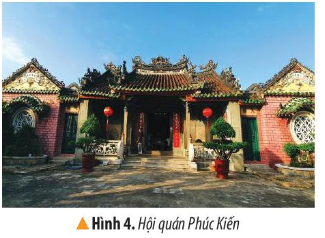 ▲ Hình 4. Hội quán Phúc Kiến